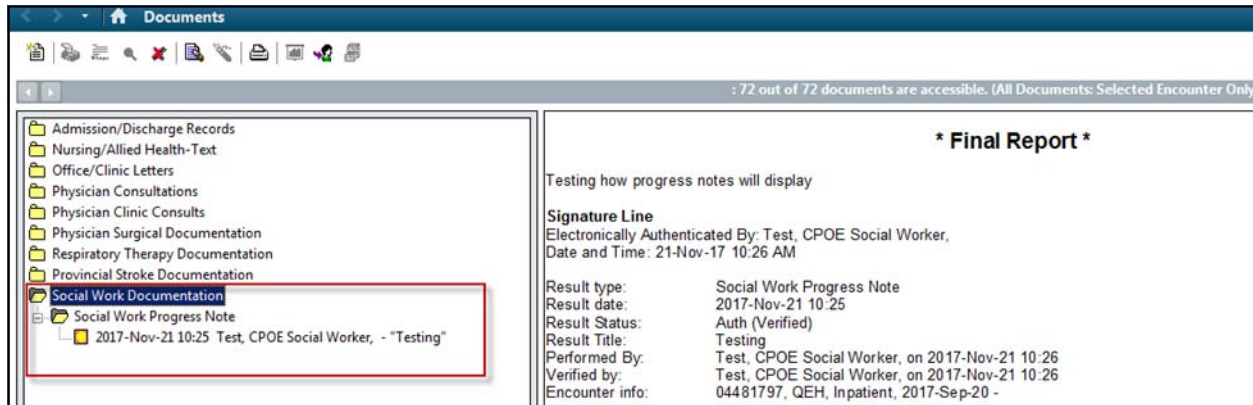 Documents
: 72 out of 72 documents are accessible. (All Documents: Selected Encounter Only
Admission/Discharge Records
Nursing/Allied Health-Text
Office/Clinic Letters
Physician Consultations
Physician Clinic Consults
Physician Surgical Documentation
Respiratory Therapy Documentation
Provincial Stroke Documentation
Social Work Documentation
Social Work Progress Note
2017-Nov-21 10:25 Test, CPOE Social Worker, - "Testing"
* Final Report *
Testing how progress notes will display
Signature Line
Electronically Authenticated By: Test, CPOE Social Worker,
Date and Time: 21-Nov-17 10:26 AM
Result type: Social Work Progress Note
Result date: 2017-Nov-21 10:25
Result Status: Auth (Verified)
Result Title: Testing
Performed By: Test, CPOE Social Worker, on 2017-Nov-21 10:26
Verified by: Test, CPOE Social Worker, on 2017-Nov-21 10:26
Encounter info: 04481797, QEH, Inpatient, 2017-Sep-20 -